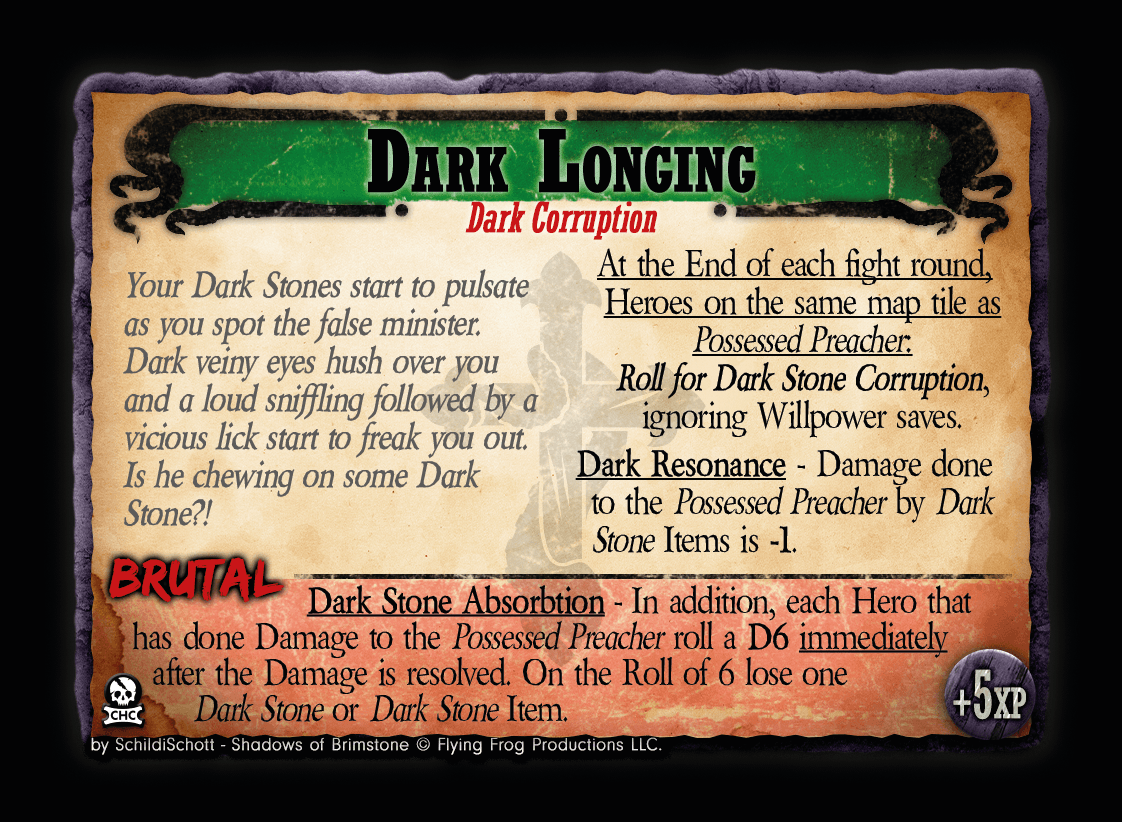 Dark Longing
Dark Corruption
Your Dark Stones start to pulsate
as you spot the false minister.
Dark veiny eyes hush over you
and a loud sniffling followed by a
vicious lick start to freak you out.
Is he chewing on some Dark
Stone?!
At the End of each fight round,
Heroes on the same map tile as
Possessed Preacher:
Roll for Dark Stone Corruption,
ignoring Willpower saves.
Dark Resonance - Damage done
to the Possessed Preacher by Dark
Stone Items is -1.
BRUTAL
Dark Stone Absorbtion - In addition, each Hero that
has done Damage to the Possessed Preacher roll a D6 immediately
after the Damage is resolved. On the Roll of 6 lose one
Dark Stone or Dark Stone Item.
CHC
+5XP
by SchildiSchott - Shadows of Brimstone © Flying Frog Productions LLC.